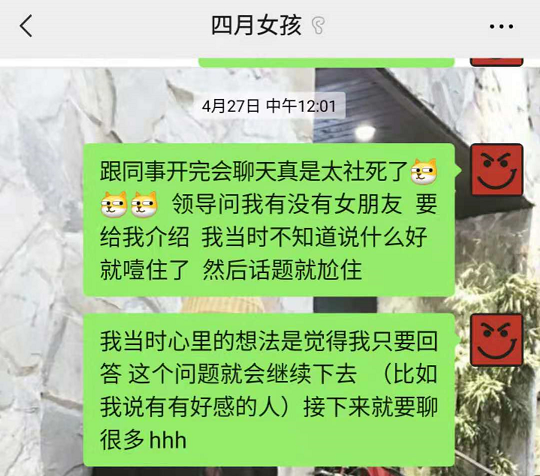 四月女孩
4月27日 中午12:01
跟同事开完会聊天真是太社死了
领导问我有没有女朋友 要
给我介绍 我当时不知道说什么好
就噎住了 然后话题就尬住
我当时心里的想法是觉得我只要回
答 这个问题就会继续下去 （比如
我说有有好感的人）接下来就要聊
很多 hhh